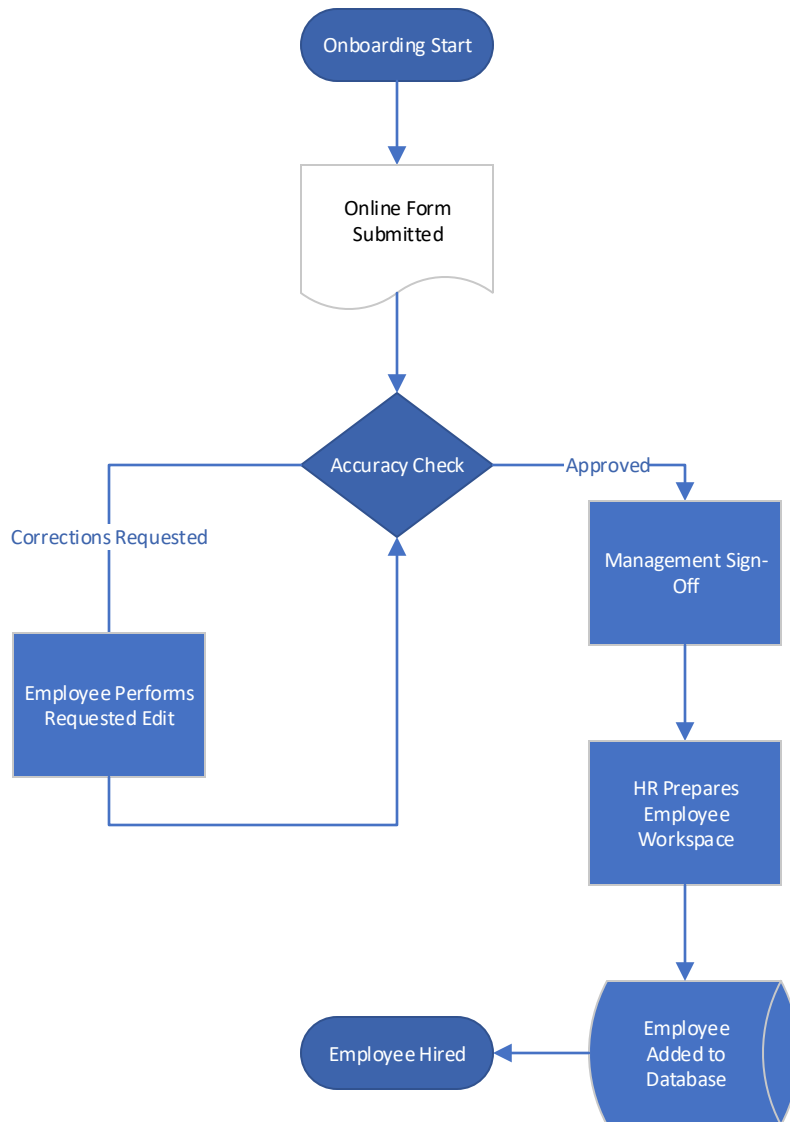 Onboarding Start
Online Form
Submitted
Accuracy Check
Approved
Corrections Requested
Management Sign-
Off
Employee Performs
Requested Edit
HR Prepares
Employee
Workspace
Employee
Added to
Database
Employee Hired